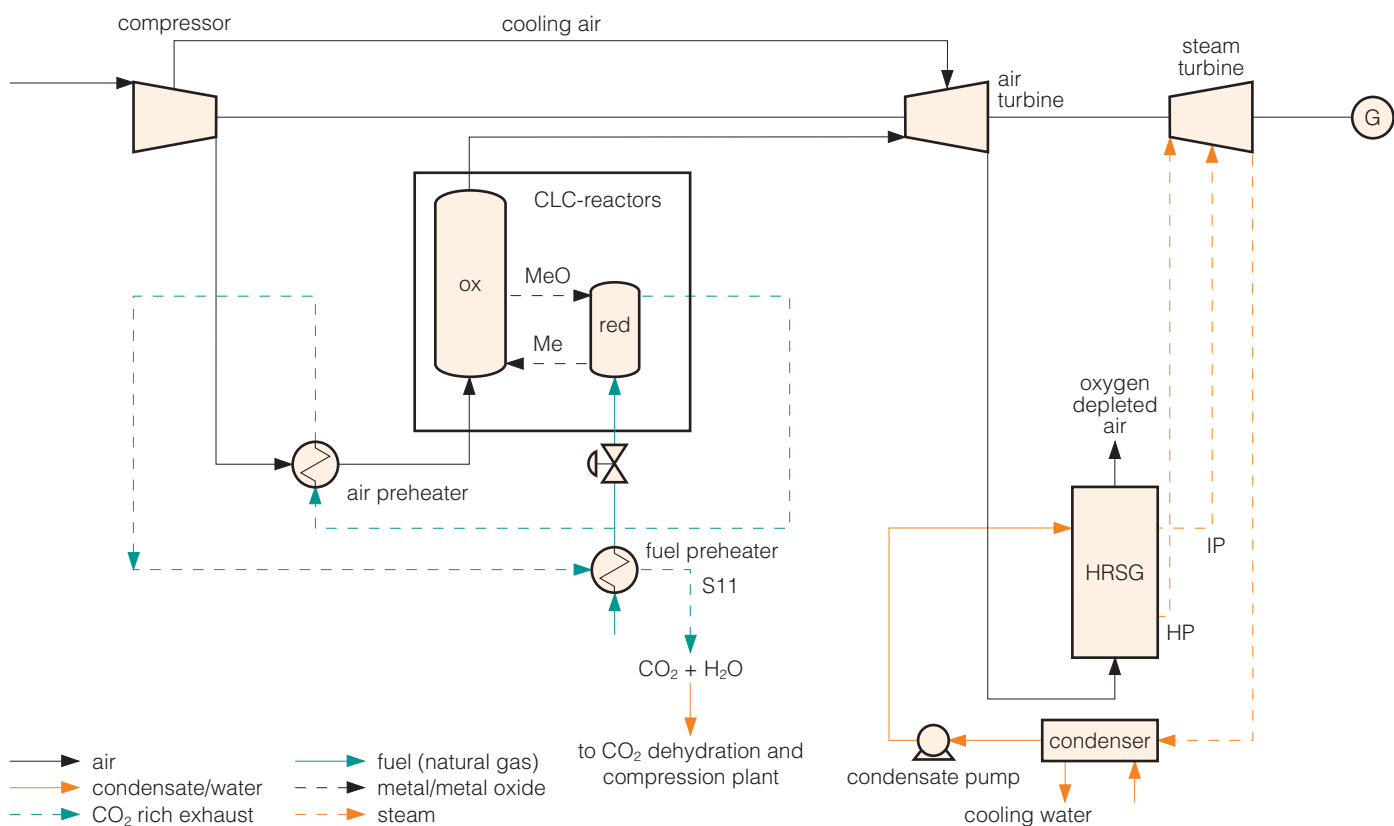 compressor
cooling air
steam
turbine
air
turbine
G
CLC-reactors
ox
MeO
red
Me
oxygen
depleted
air
air preheater
fuel preheater
S11
HRSG
IP
HP
CO₂ + H₂O
to CO₂ dehydration and
compression plant
condenser
condensate pump
cooling water
air
condensate/water
CO₂ rich exhaust
fuel (natural gas)
metal/metal oxide
steam